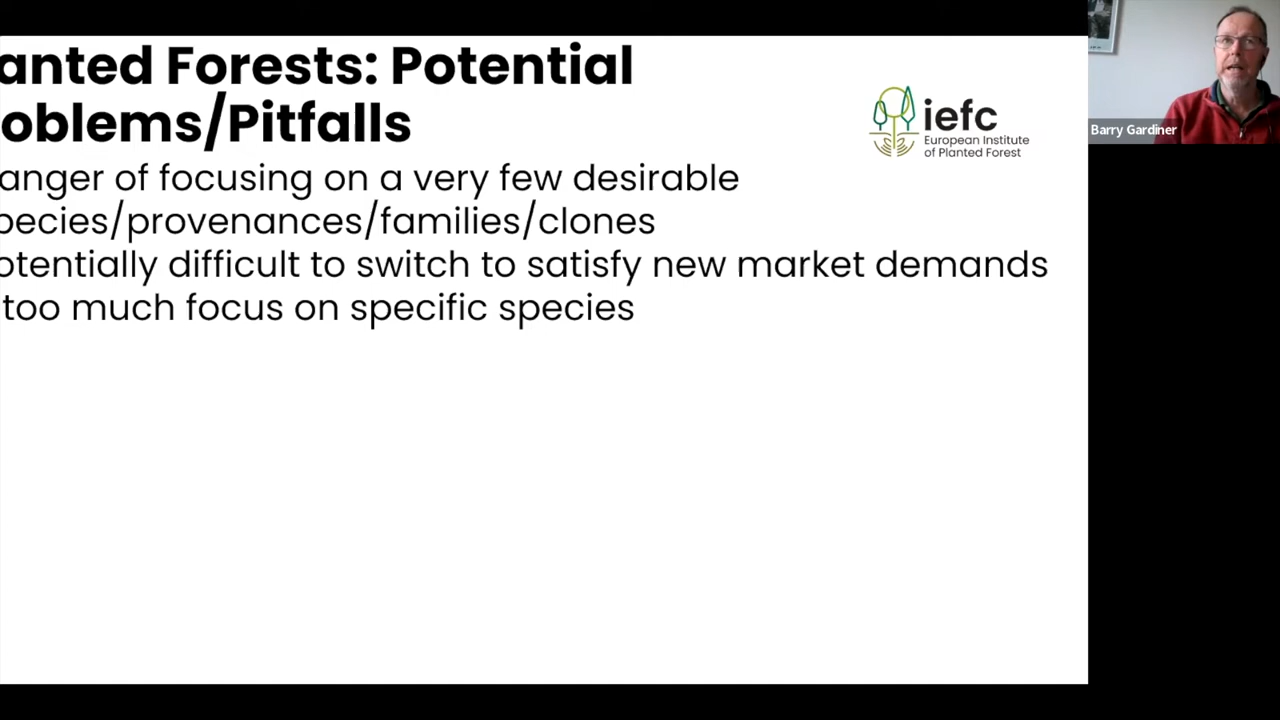 anted Forests: Potential
oblems/Pitfalls
anger of focusing on a very few desirable
pecies/provenances/families/clones
otentially difficult to switch to satisfy new market demands
too much focus on specific species
iefc
European Institute
of Planted Forest
Barry Gardiner